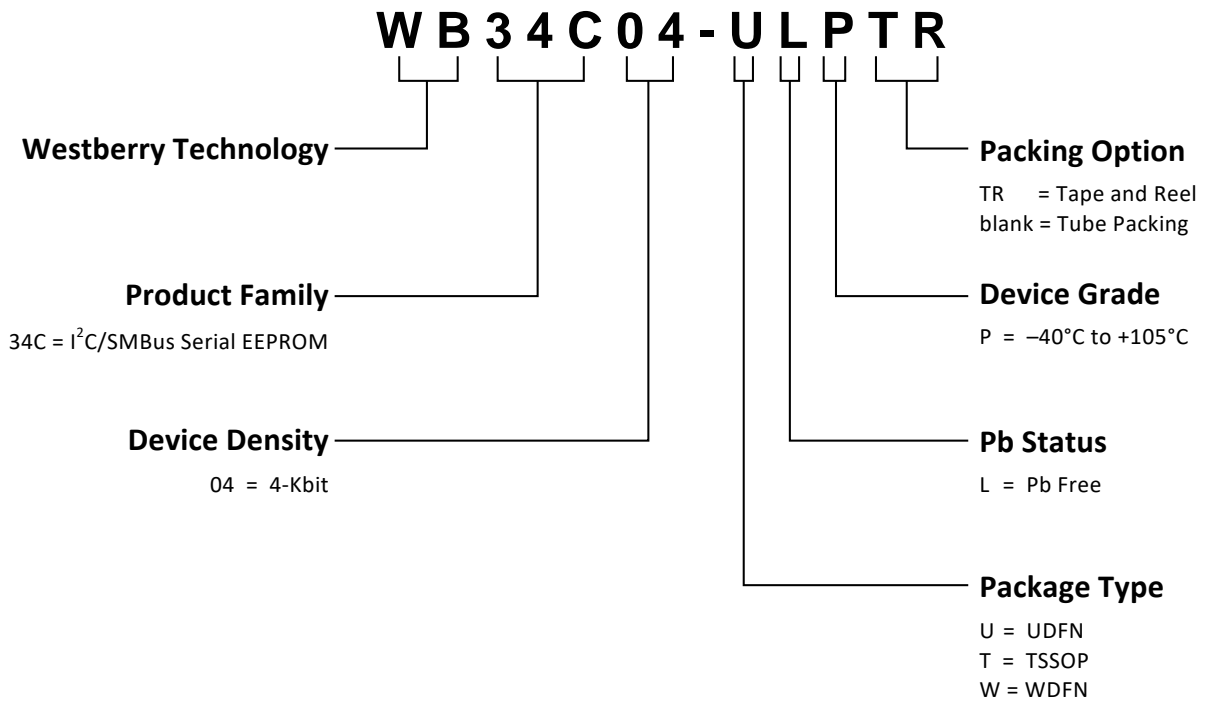 WB34C04-ULPTR
Westberry Technology
Product Family
34C = I²C/SMBus Serial EEPROM
Device Density
04 = 4-Kbit
Packing Option
TR = Tape and Reel
blank = Tube Packing
Device Grade
P = –40°C to +105°C
Pb Status
L = Pb Free
Package Type
U = UDFN
T = TSSOP
W = WDFN